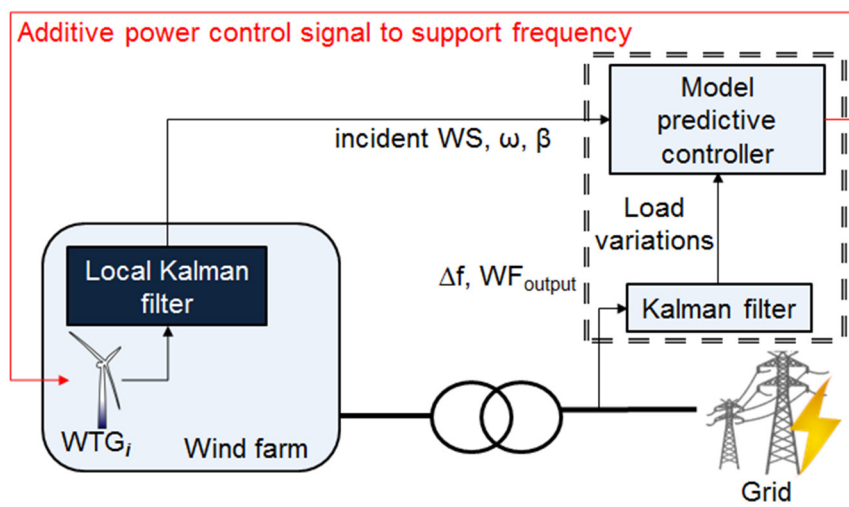 Additive power control signal to support frequency
Model
predictive
controller
incident WS, ω, β
Load
variations
Local Kalman
filter
Δf, WFoutput
Kalman filter
WTGi
Wind farm
Grid